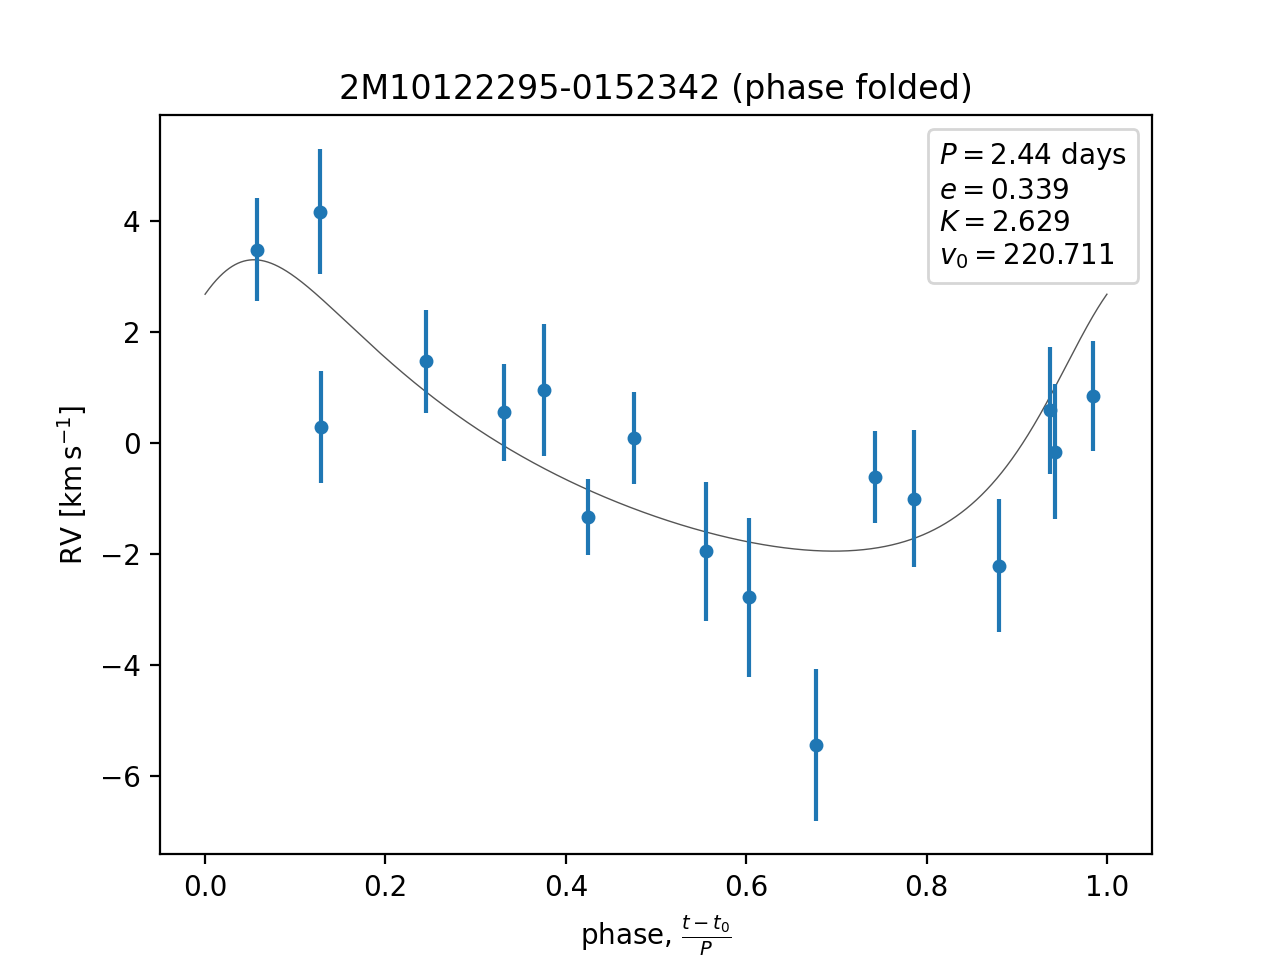 2M10122295-0152342 (phase folded)
P = 2.44 days
e = 0.339
K = 2.629
v₀ = 220.711
RV [km s⁻¹]
4
2
0
−2
−4
−6
0.0 0.2 0.4 0.6 0.8 1.0
phase, (t − t₀)/P